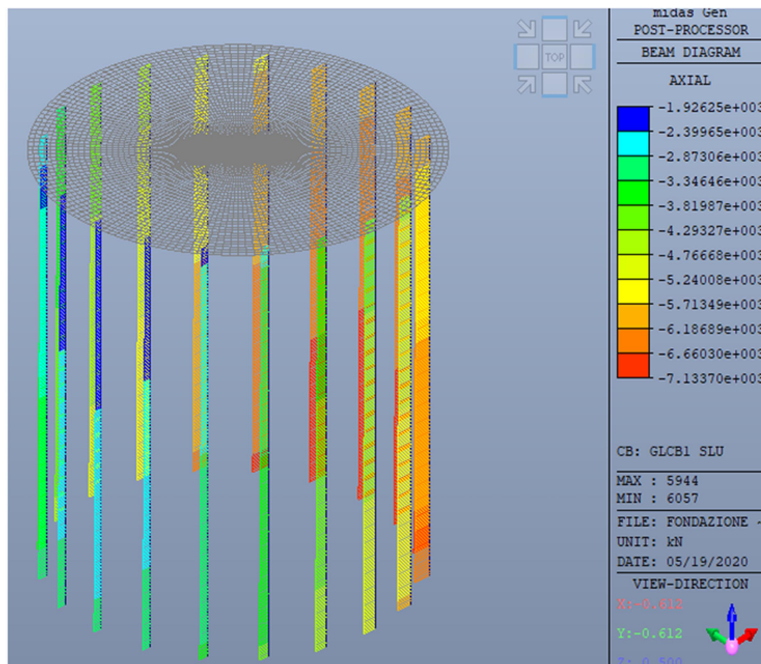 TOP
midas Gen
POST-PROCESSOR
BEAM DIAGRAM
AXIAL
-1.92625e+003
-2.39965e+003
-2.87306e+003
-3.34646e+003
-3.81987e+003
-4.29327e+003
-4.76668e+003
-5.24008e+003
-5.71349e+003
-6.18689e+003
-6.66030e+003
-7.13370e+003
CB: GLCB1 SLU
MAX : 5944
MIN : 6057
FILE: FONDAZIONE ~
UNIT: kN
DATE: 05/19/2020
VIEW-DIRECTION
X:-0.612
Y:-0.612
Z: 0.500